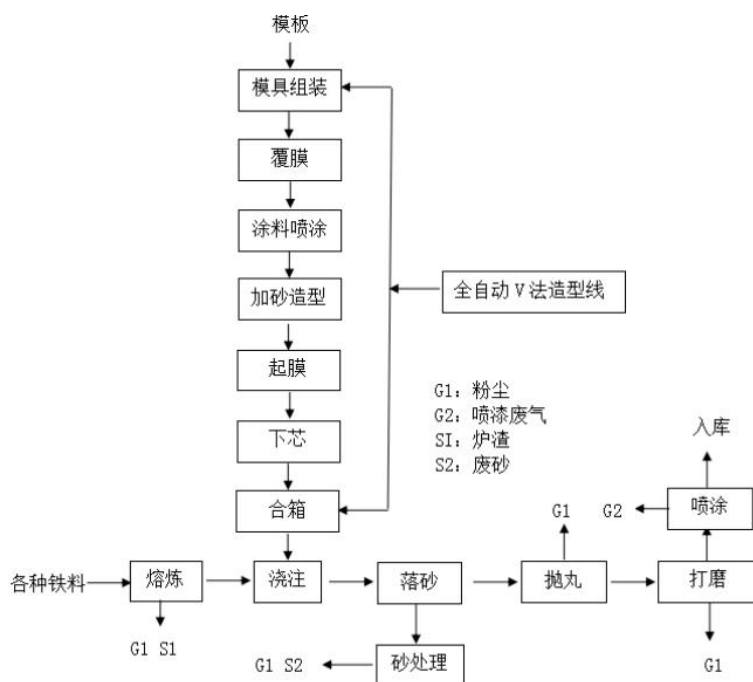 模板
模具组装
覆膜
涂料喷涂
加砂造型
全自动V法造型线
起膜
下芯
合箱
G1：粉尘
G2：喷漆废气
SI：炉渣
S2：废砂
入库
喷涂
G2
G1
各种铁料
熔炼
浇注
落砂
抛丸
打磨
G1 S1
G1 S2
砂处理
G1